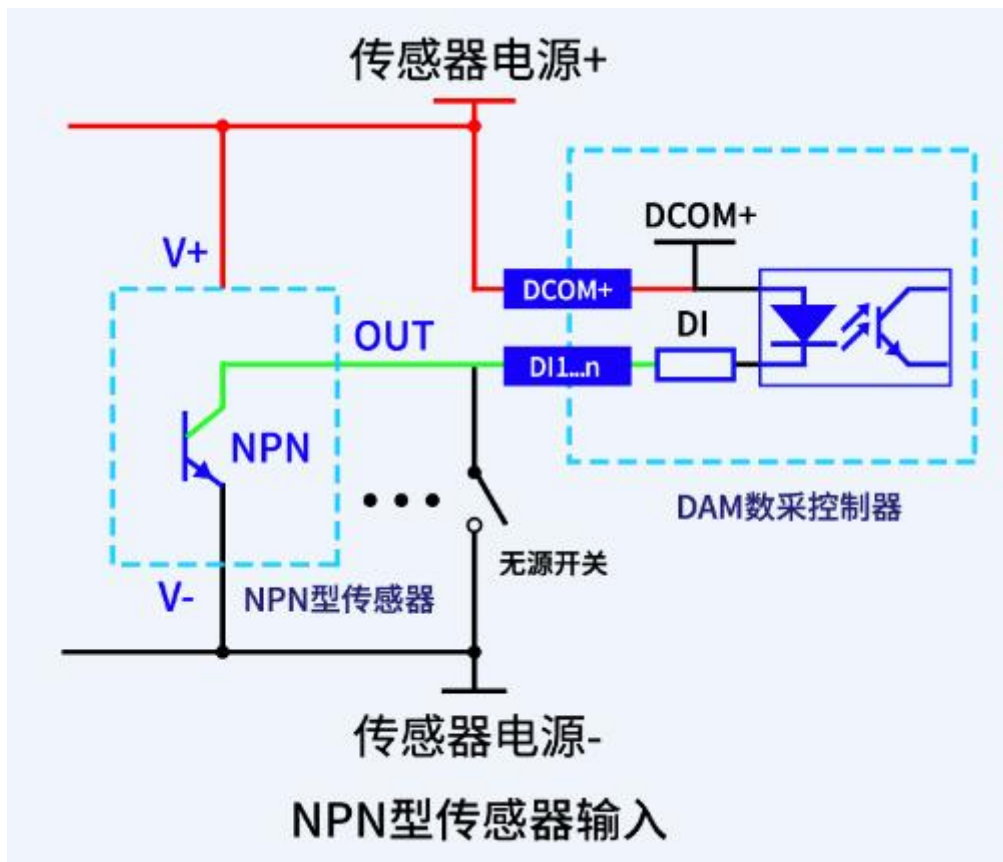 传感器电源+
DCOM+
V+
DCOM+
DI
OUT
DI1...n
NPN
DAM数采控制器
无源开关
V-
NPN型传感器
传感器电源-
NPN型传感器输入